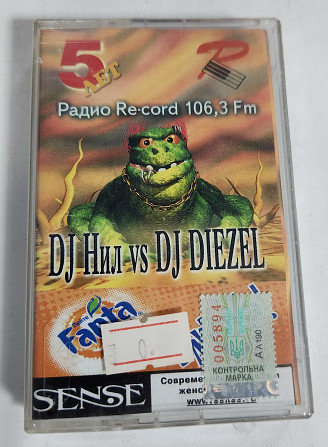 5
ЛЕТ
Радио Re·cord 106,3 Fm
DJ Нил vs DJ DIEZEL
Fanta
005894
АА190
КОНТРОЛЬНА
МАРКА
SENSE
Современ
женс